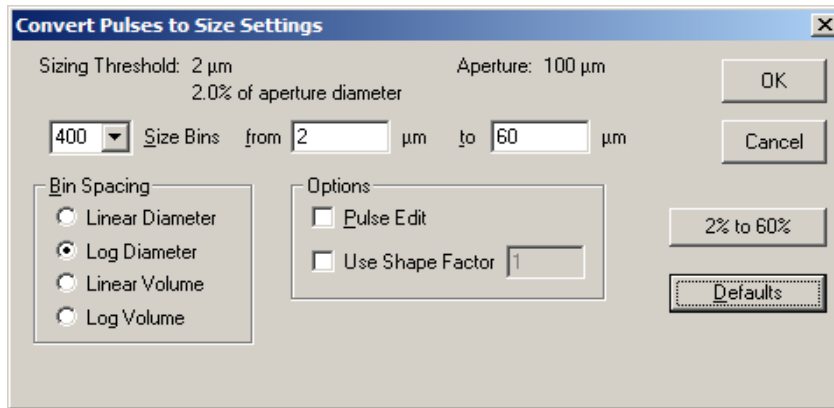 Convert Pulses to Size Settings
Sizing Threshold: 2 µm Aperture: 100 µm
2.0% of aperture diameter
OK
400 Size Bins from 2 µm to 60 µm
Cancel
Bin Spacing
Linear Diameter
Log Diameter
Linear Volume
Log Volume
Options
Pulse Edit
Use Shape Factor 1
2% to 60%
Defaults